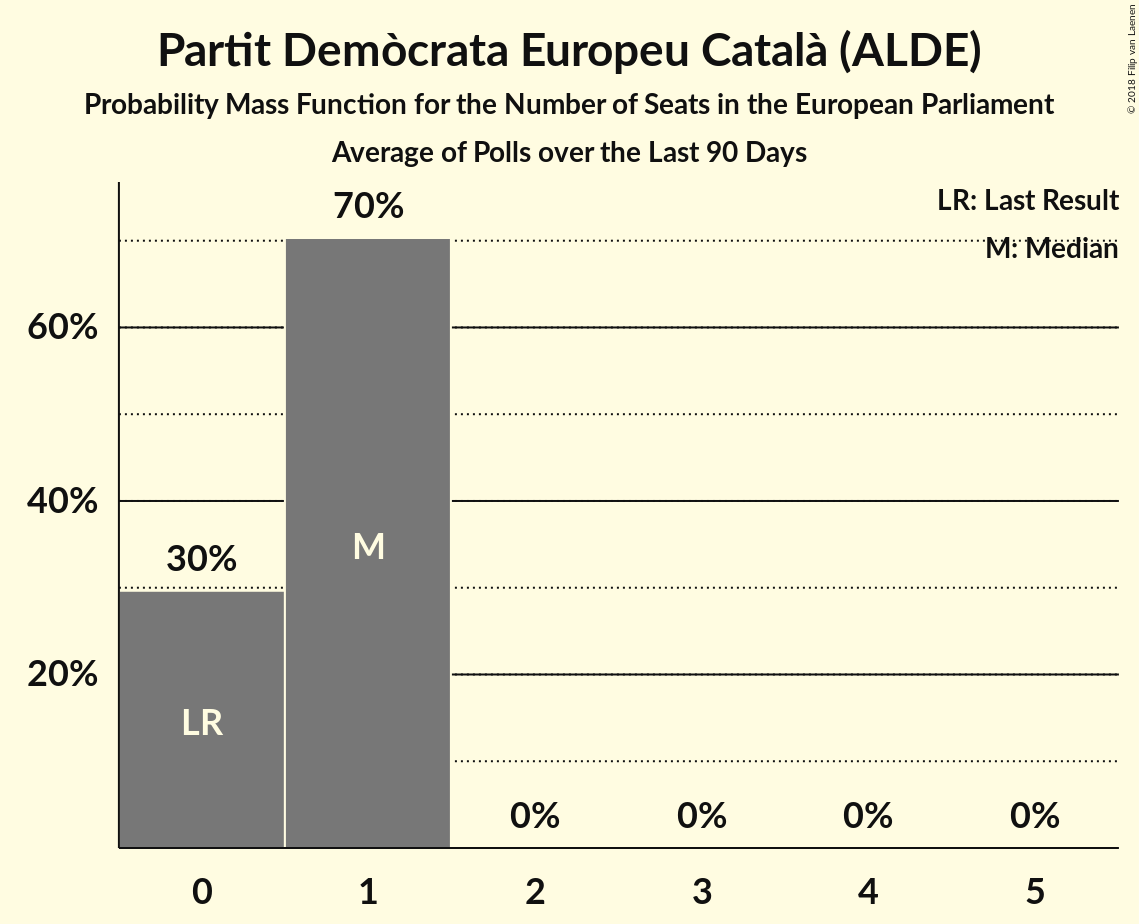 Partit Demòcrata Europeu Català (ALDE)
Probability Mass Function for the Number of Seats in the European Parliament
Average of Polls over the Last 90 Days
© 2018 Filip van Laenen
LR: Last Result
M: Median
70%
60%
40%
30%
M
20%
LR
0% 0% 0% 0%
0 1 2 3 4 5